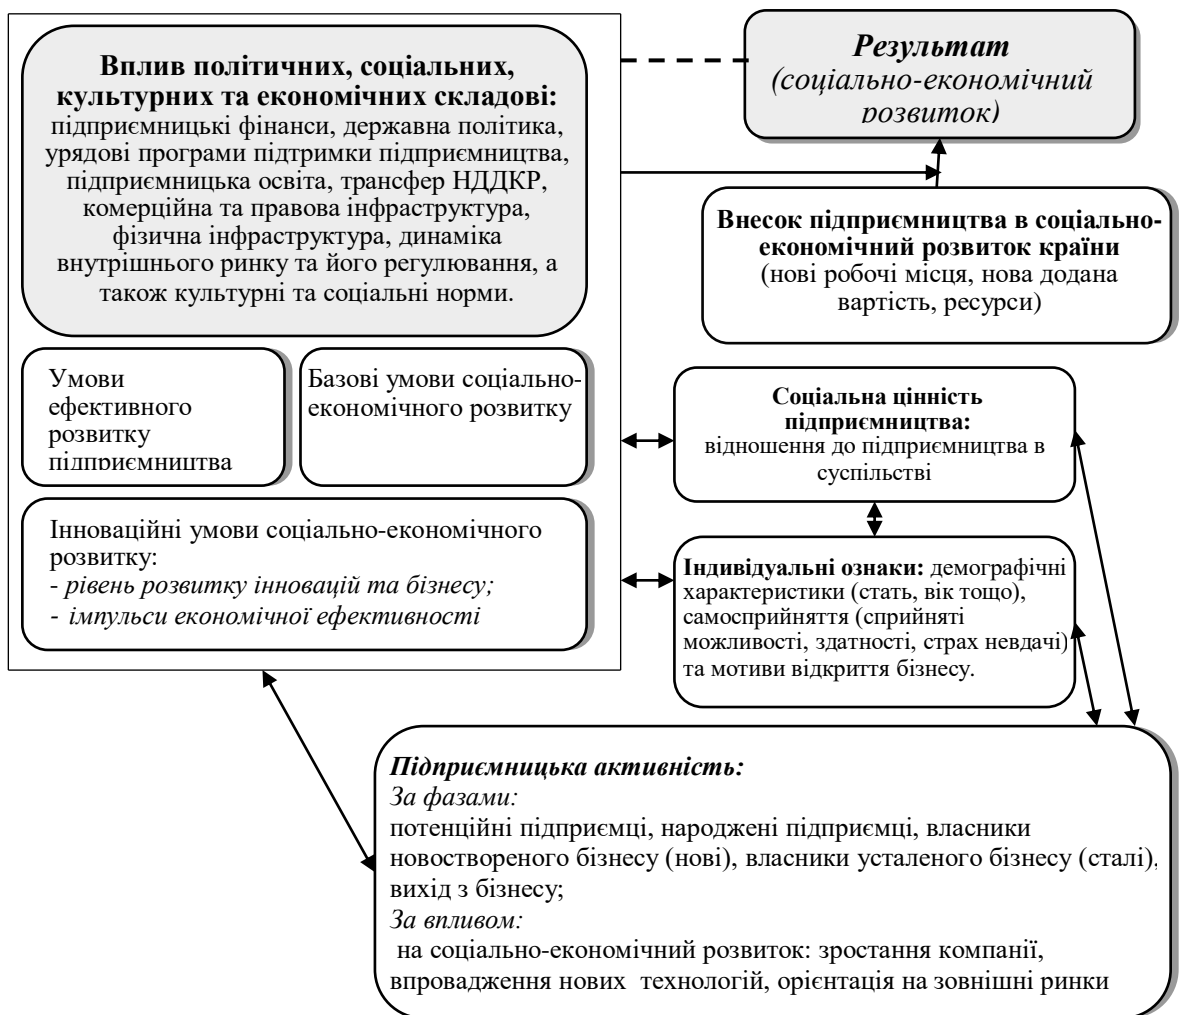 Вплив політичних, соціальних,
культурних та економічних складові:
підприємницькі фінанси, державна політика,
урядові програми підтримки підприємництва,
підприємницька освіта, трансфер НДДКР,
комерційна та правова інфраструктура,
фізична інфраструктура, динаміка
внутрішнього ринку та його регулювання, а
також культурні та соціальні норми.
Результат
(соціально-економічний
розвиток)
Внесок підприємництва в соціально-
економічний розвиток країни
(нові робочі місця, нова додана
вартість, ресурси)
Умови
ефективного
розвитку
підприємництва
Базові умови соціально-
економічного розвитку
Соціальна цінність
підприємництва:
відношення до підприємництва в
суспільстві
Інноваційні умови соціально-економічного
розвитку:
- рівень розвитку інновацій та бізнесу;
- імпульси економічної ефективності
Індивідуальні ознаки: демографічні
характеристики (стать, вік тощо),
самосприйняття (сприйняті
можливості, здатності, страх невдачі)
та мотиви відкриття бізнесу.
Підприємницька активність:
За фазами:
потенційні підприємці, народжені підприємці, власники
новоствореного бізнесу (нові), власники усталеного бізнесу (сталі),
вихід з бізнесу;
За впливом:
на соціально-економічний розвиток: зростання компанії,
впровадження нових технологій, орієнтація на зовнішні ринки